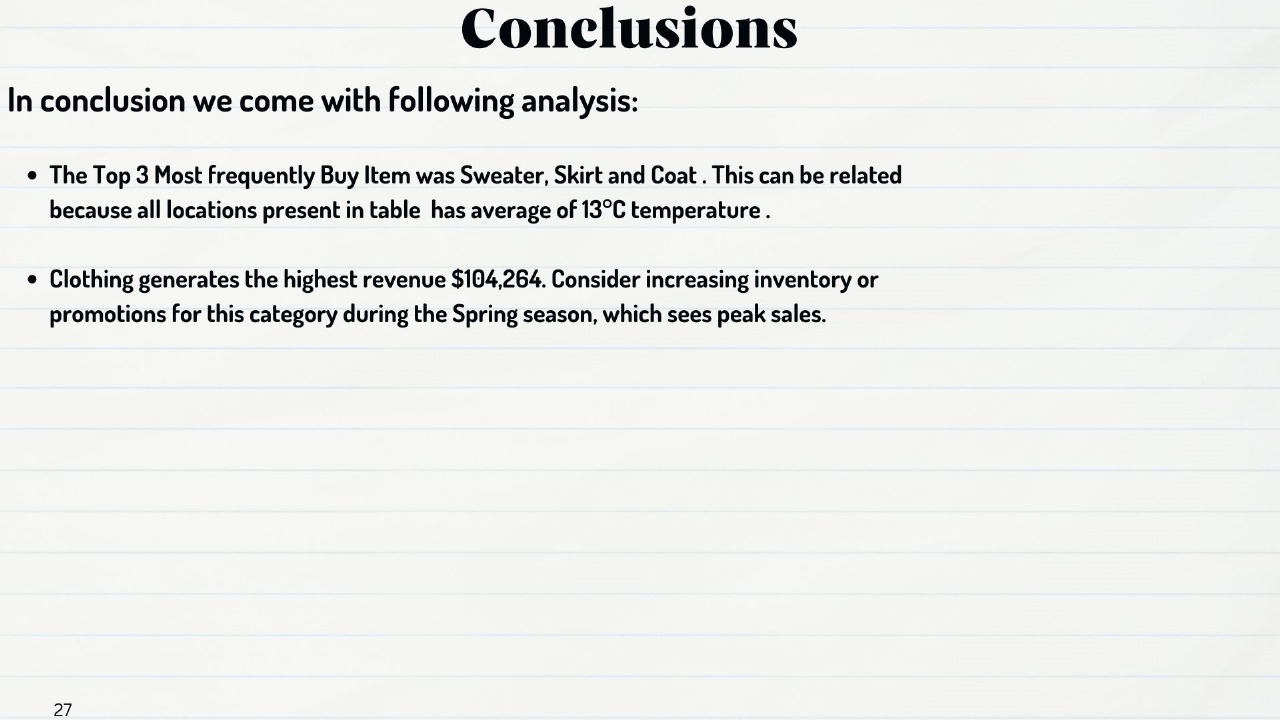 Conclusions
In conclusion we come with following analysis:
• The Top 3 Most frequently Buy Item was Sweater, Skirt and Coat . This can be related
because all locations present in table  has average of 13°C temperature .
• Clothing generates the highest revenue $104,264. Consider increasing inventory or
promotions for this category during the Spring season, which sees peak sales.
27